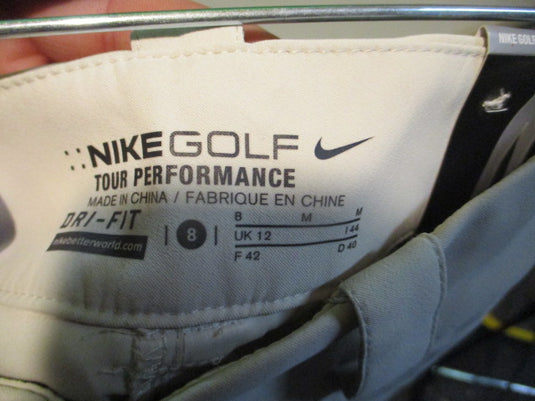 NIKE GOLF
NIKEGOLF
TOUR PERFORMANCE
MADE IN CHINA / FABRIQUE EN CHINE
DRI-FIT
nikebetterworld.com
8
8 M M
UK 12 I 44
F 42 D 40